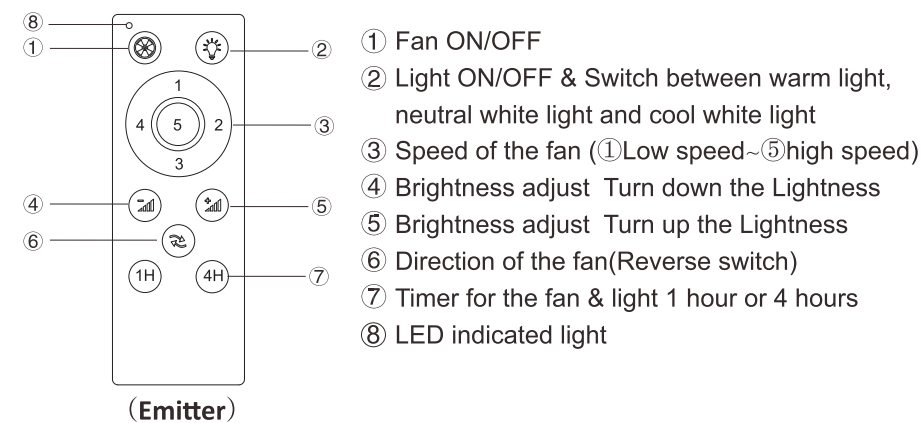 ⑧
①
②
1
4 5 2
③
3
④
⑤
⑥
1H 4H
⑦
(Emitter)
① Fan ON/OFF
② Light ON/OFF & Switch between warm light,
neutral white light and cool white light
③ Speed of the fan (①Low speed~⑤high speed)
④ Brightness adjust Turn down the Lightness
⑤ Brightness adjust Turn up the Lightness
⑥ Direction of the fan(Reverse switch)
⑦ Timer for the fan & light 1 hour or 4 hours
⑧ LED indicated light